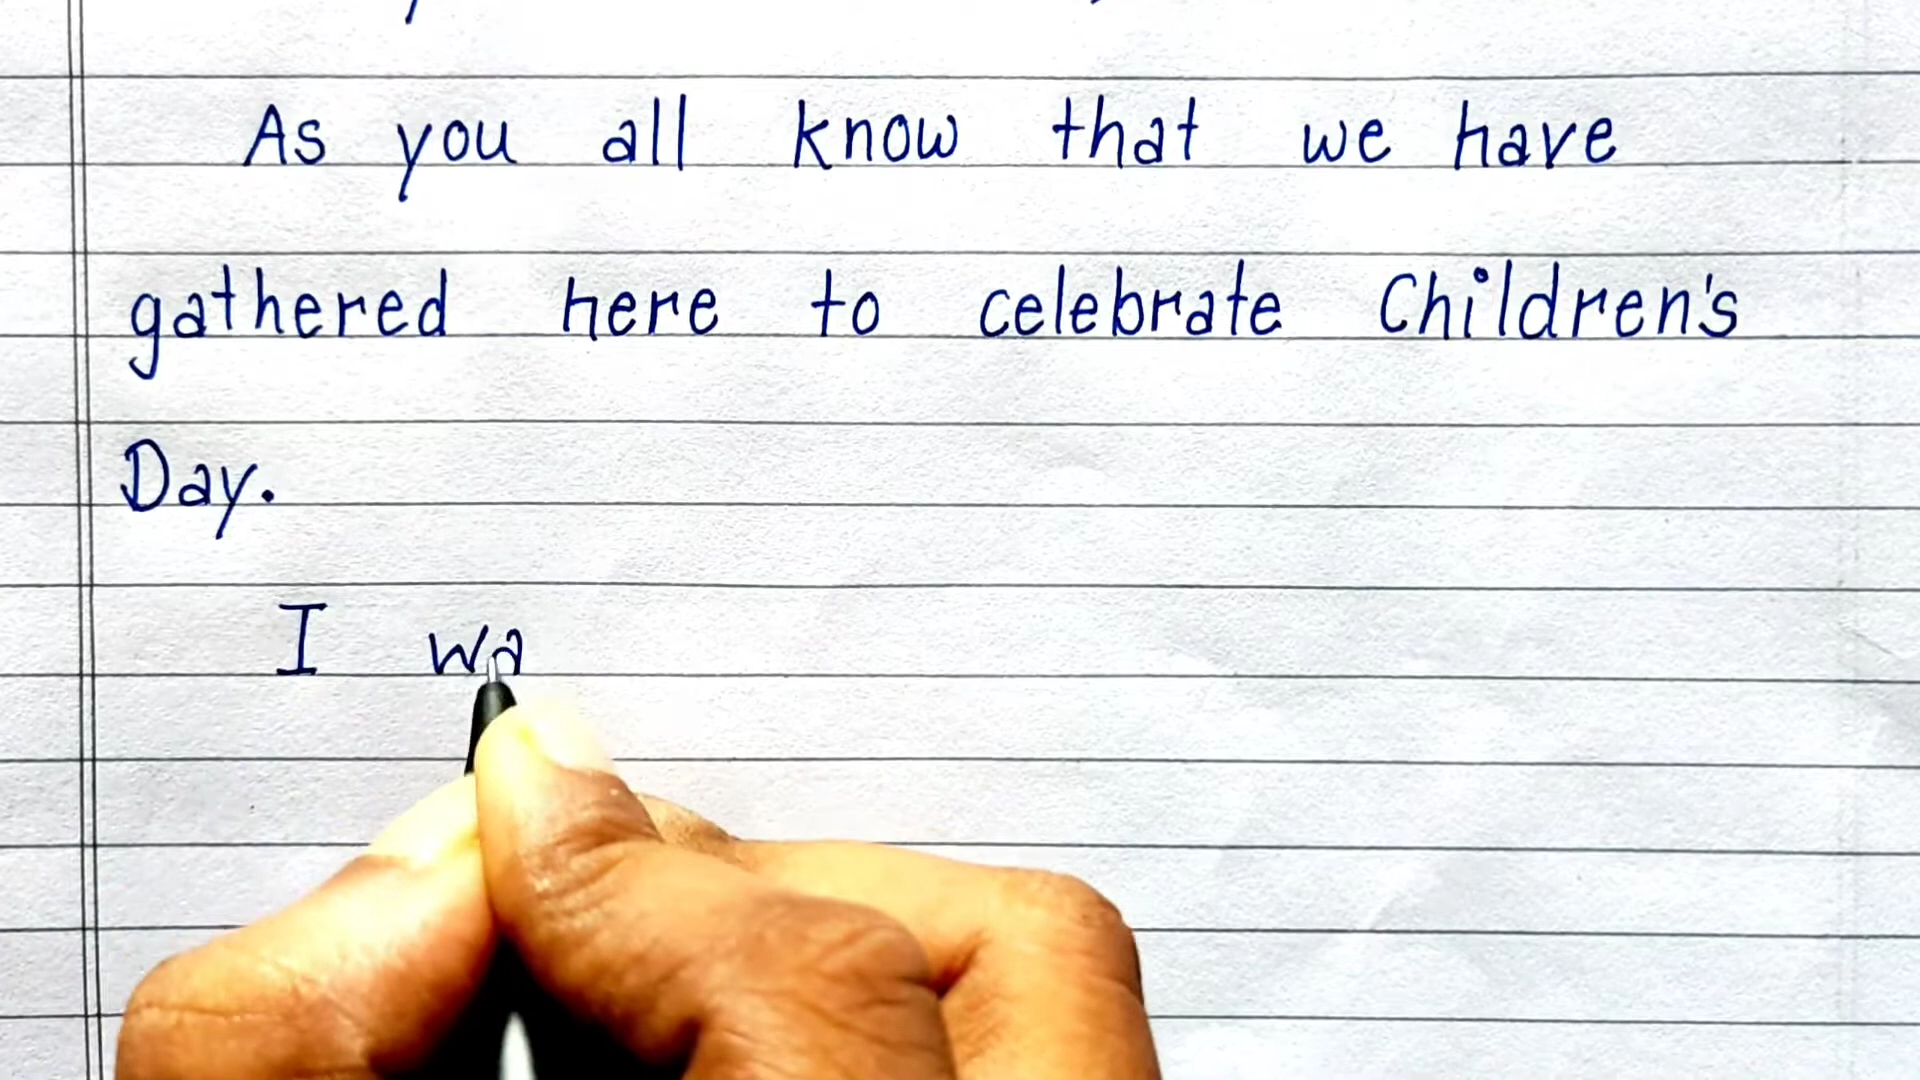 As you all know that we have
gathered here to celebrate Children's
Day.
I wa